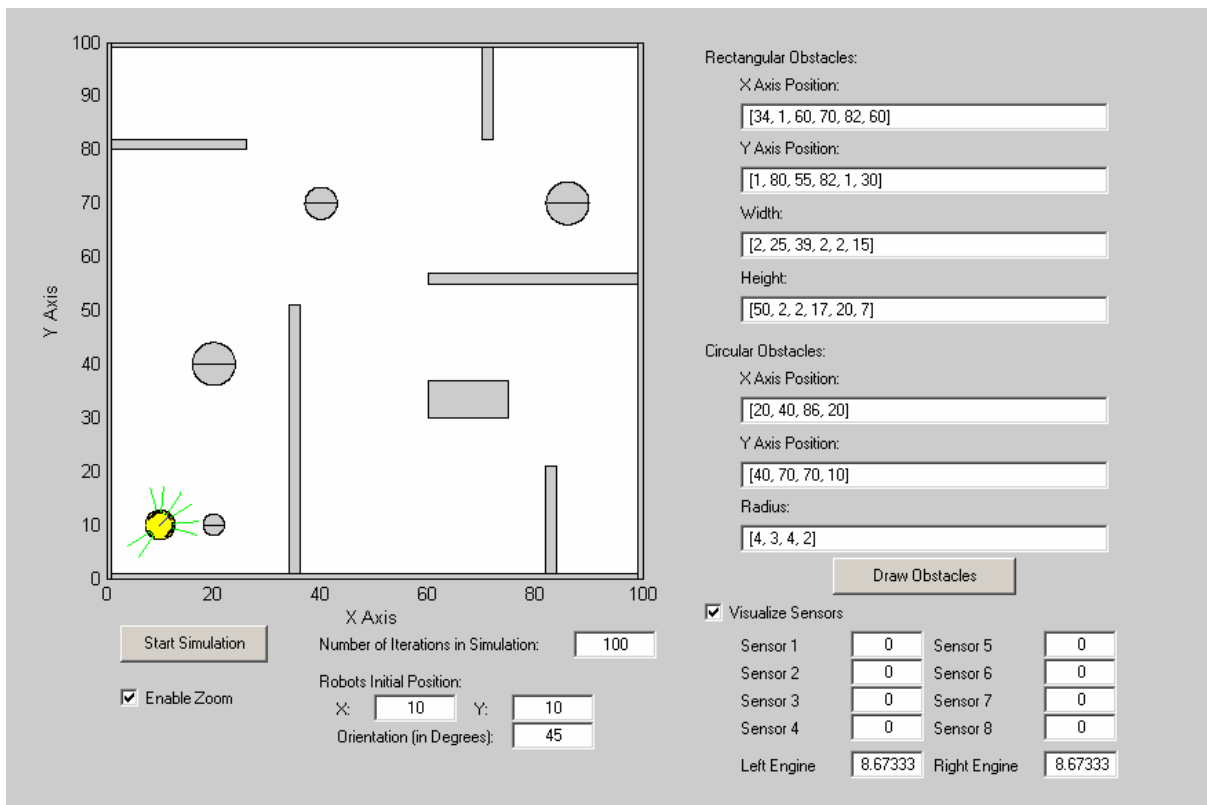 100
90
80
70
60
50
40
30
20
10
0
Y Axis
0 20 40 60 80 100
X Axis
Start Simulation
Number of Iterations in Simulation: 100
Enable Zoom
Robots Initial Position:
X: 10 Y: 10
Orientation (in Degrees): 45
Rectangular Obstacles:
X Axis Position:
[34, 1, 60, 70, 82, 60]
Y Axis Position:
[1, 80, 55, 82, 1, 30]
Width:
[2, 25, 39, 2, 2, 15]
Height:
[50, 2, 2, 17, 20, 7]
Circular Obstacles:
X Axis Position:
[20, 40, 86, 20]
Y Axis Position:
[40, 70, 70, 10]
Radius:
[4, 3, 4, 2]
Draw Obstacles
Visualize Sensors
Sensor 1 0 Sensor 5 0
Sensor 2 0 Sensor 6 0
Sensor 3 0 Sensor 7 0
Sensor 4 0 Sensor 8 0
Left Engine 8.67333 Right Engine 8.67333